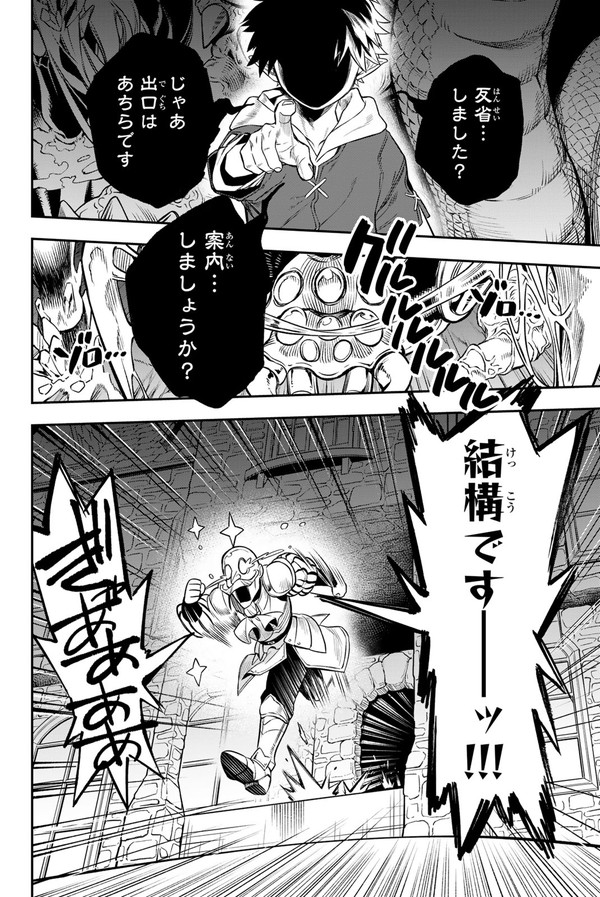 反省…
しました?
じゃあ
出口は
あちらです
案内…
しましょうか?
グルルルルルル
ゾロ…
ゾロ…
結構ですーーッ!!!
ぎゃああああ